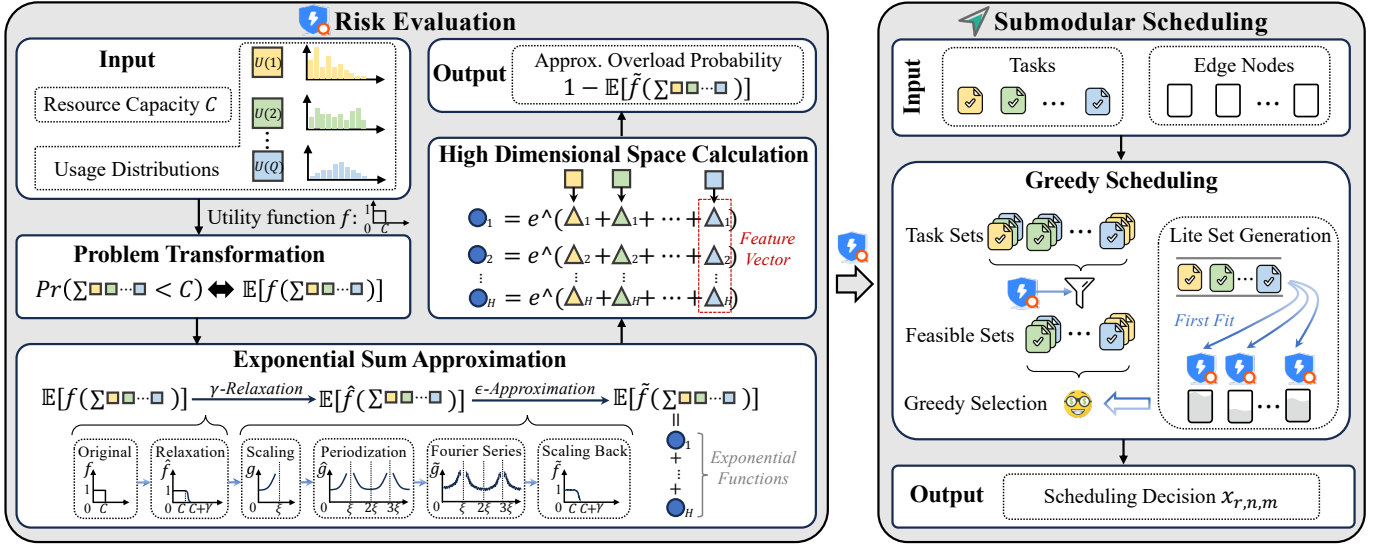 Risk Evaluation
Input
Resource Capacity C
Usage Distributions
U(1)
U(2)
⋮
U(Q)
Utility function f:
1
0 C
Problem Transformation
Pr(∑□□⋯□ < C) ⬌ 𝔼[f(∑□□⋯□)]
Output
Approx. Overload Probability
1 − 𝔼[f̃(∑□□⋯□)]
High Dimensional Space Calculation
1 = e^(△1+△1+ ⋯ +△1)
2 = e^(△2+△2+ ⋯ +△2)
⋮ ⋮ ⋮
H = e^(△H+△H+ ⋯ +△H)
Feature
Vector
Exponential Sum Approximation
𝔼[f(∑□□⋯□)] γ-Relaxation 𝔼[f̂(∑□□⋯□)] ϵ-Approximation 𝔼[f̃(∑□□⋯□)]
=
1
+
⋮
+
H
Exponential
Functions
Original
f
1
0 C
Relaxation
f̂
1
0 C C+γ
Scaling
g
0 ξ
Periodization
ĝ
0 ξ 2ξ 3ξ
Fourier Series
g̃
0 ξ 2ξ 3ξ
Scaling Back
f̃
1
0 C C+γ
Submodular Scheduling
Input
Tasks
⋯
Edge Nodes
⋯
Greedy Scheduling
Task Sets
⋯
Feasible Sets
⋯
Greedy Selection
Lite Set Generation
⋯
First Fit
⋯
Output
Scheduling Decision x_{r,n,m}